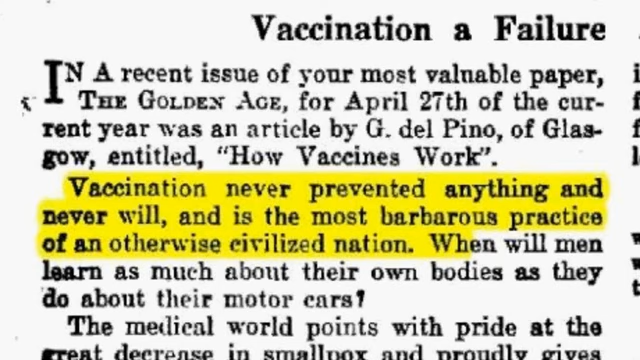 Vaccination a Failure
IN A recent issue of your most valuable paper,
THE GOLDEN AGE, for April 27th of the cur-
rent year was an article by G. del Pino, of Glas-
gow, entitled, "How Vaccines Work".
Vaccination never prevented anything and
never will, and is the most barbarous practice
of an otherwise civilized nation. When will men
learn as much about their own bodies as they
do about their motor cars?
The medical world points with pride at the
great decrease in smallpox and proudly gives